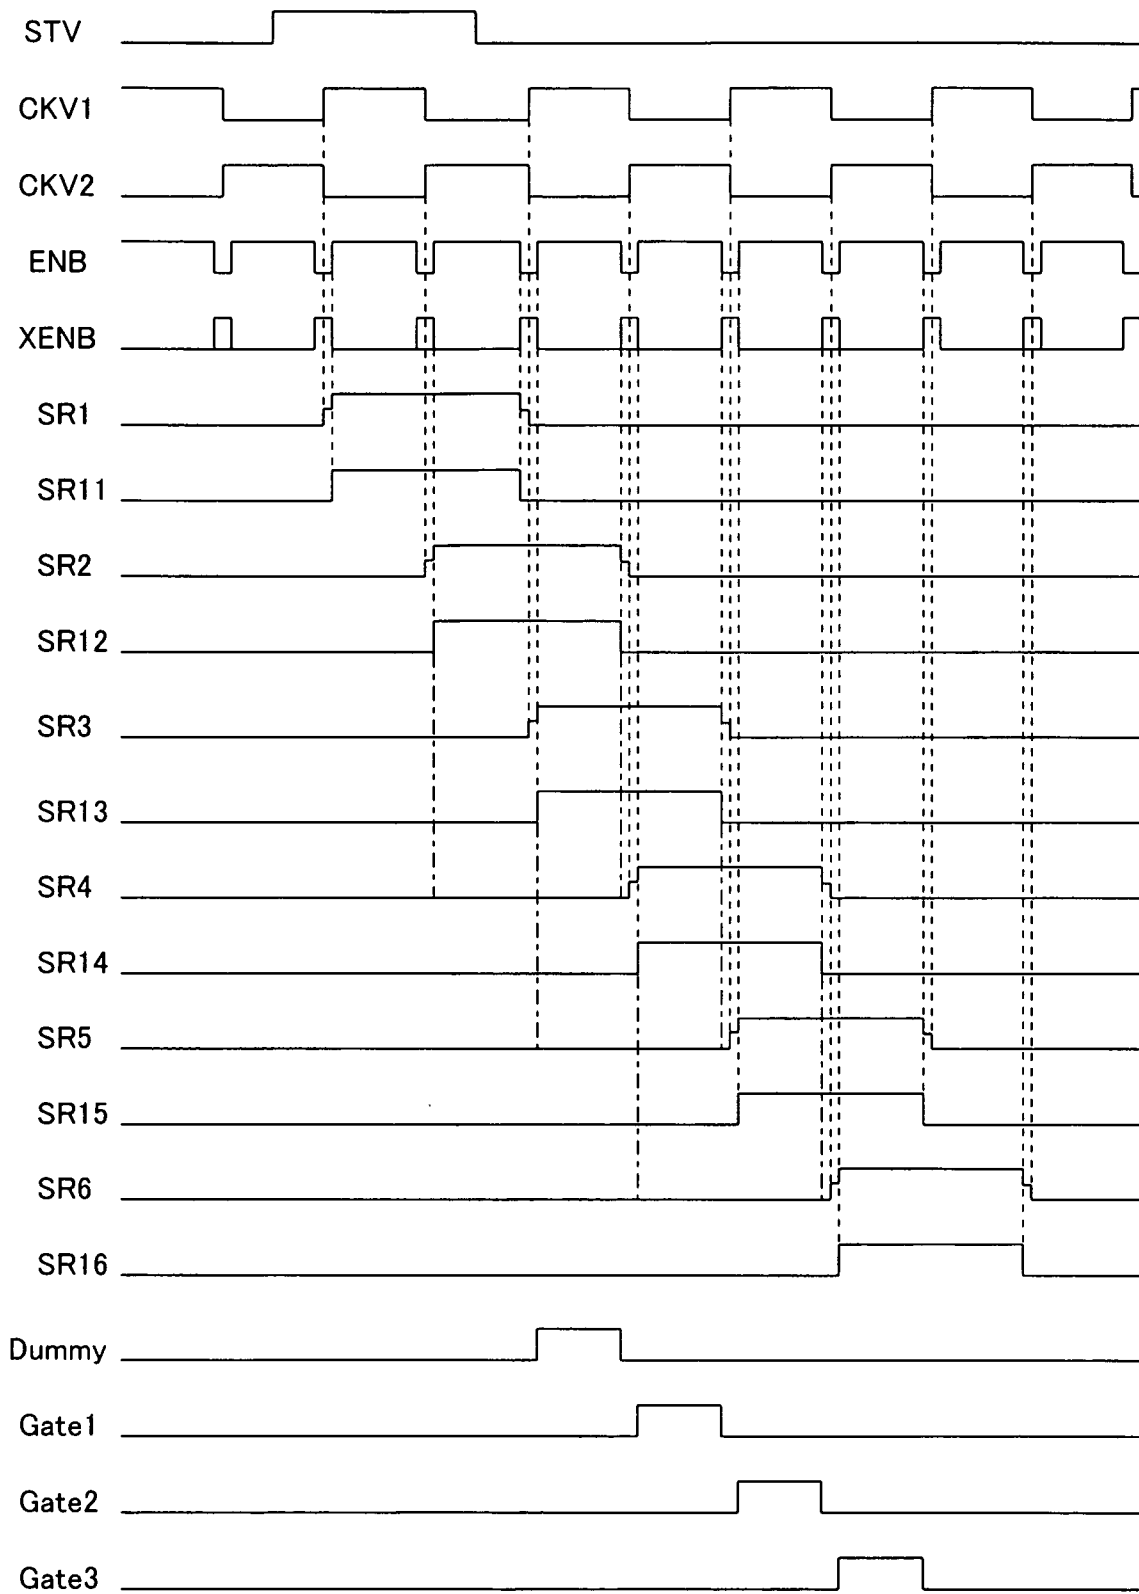 STV
CKV1
CKV2
ENB
XENB
SR1
SR11
SR2
SR12
SR3
SR13
SR4
SR14
SR5
SR15
SR6
SR16
Dummy
Gate1
Gate2
Gate3